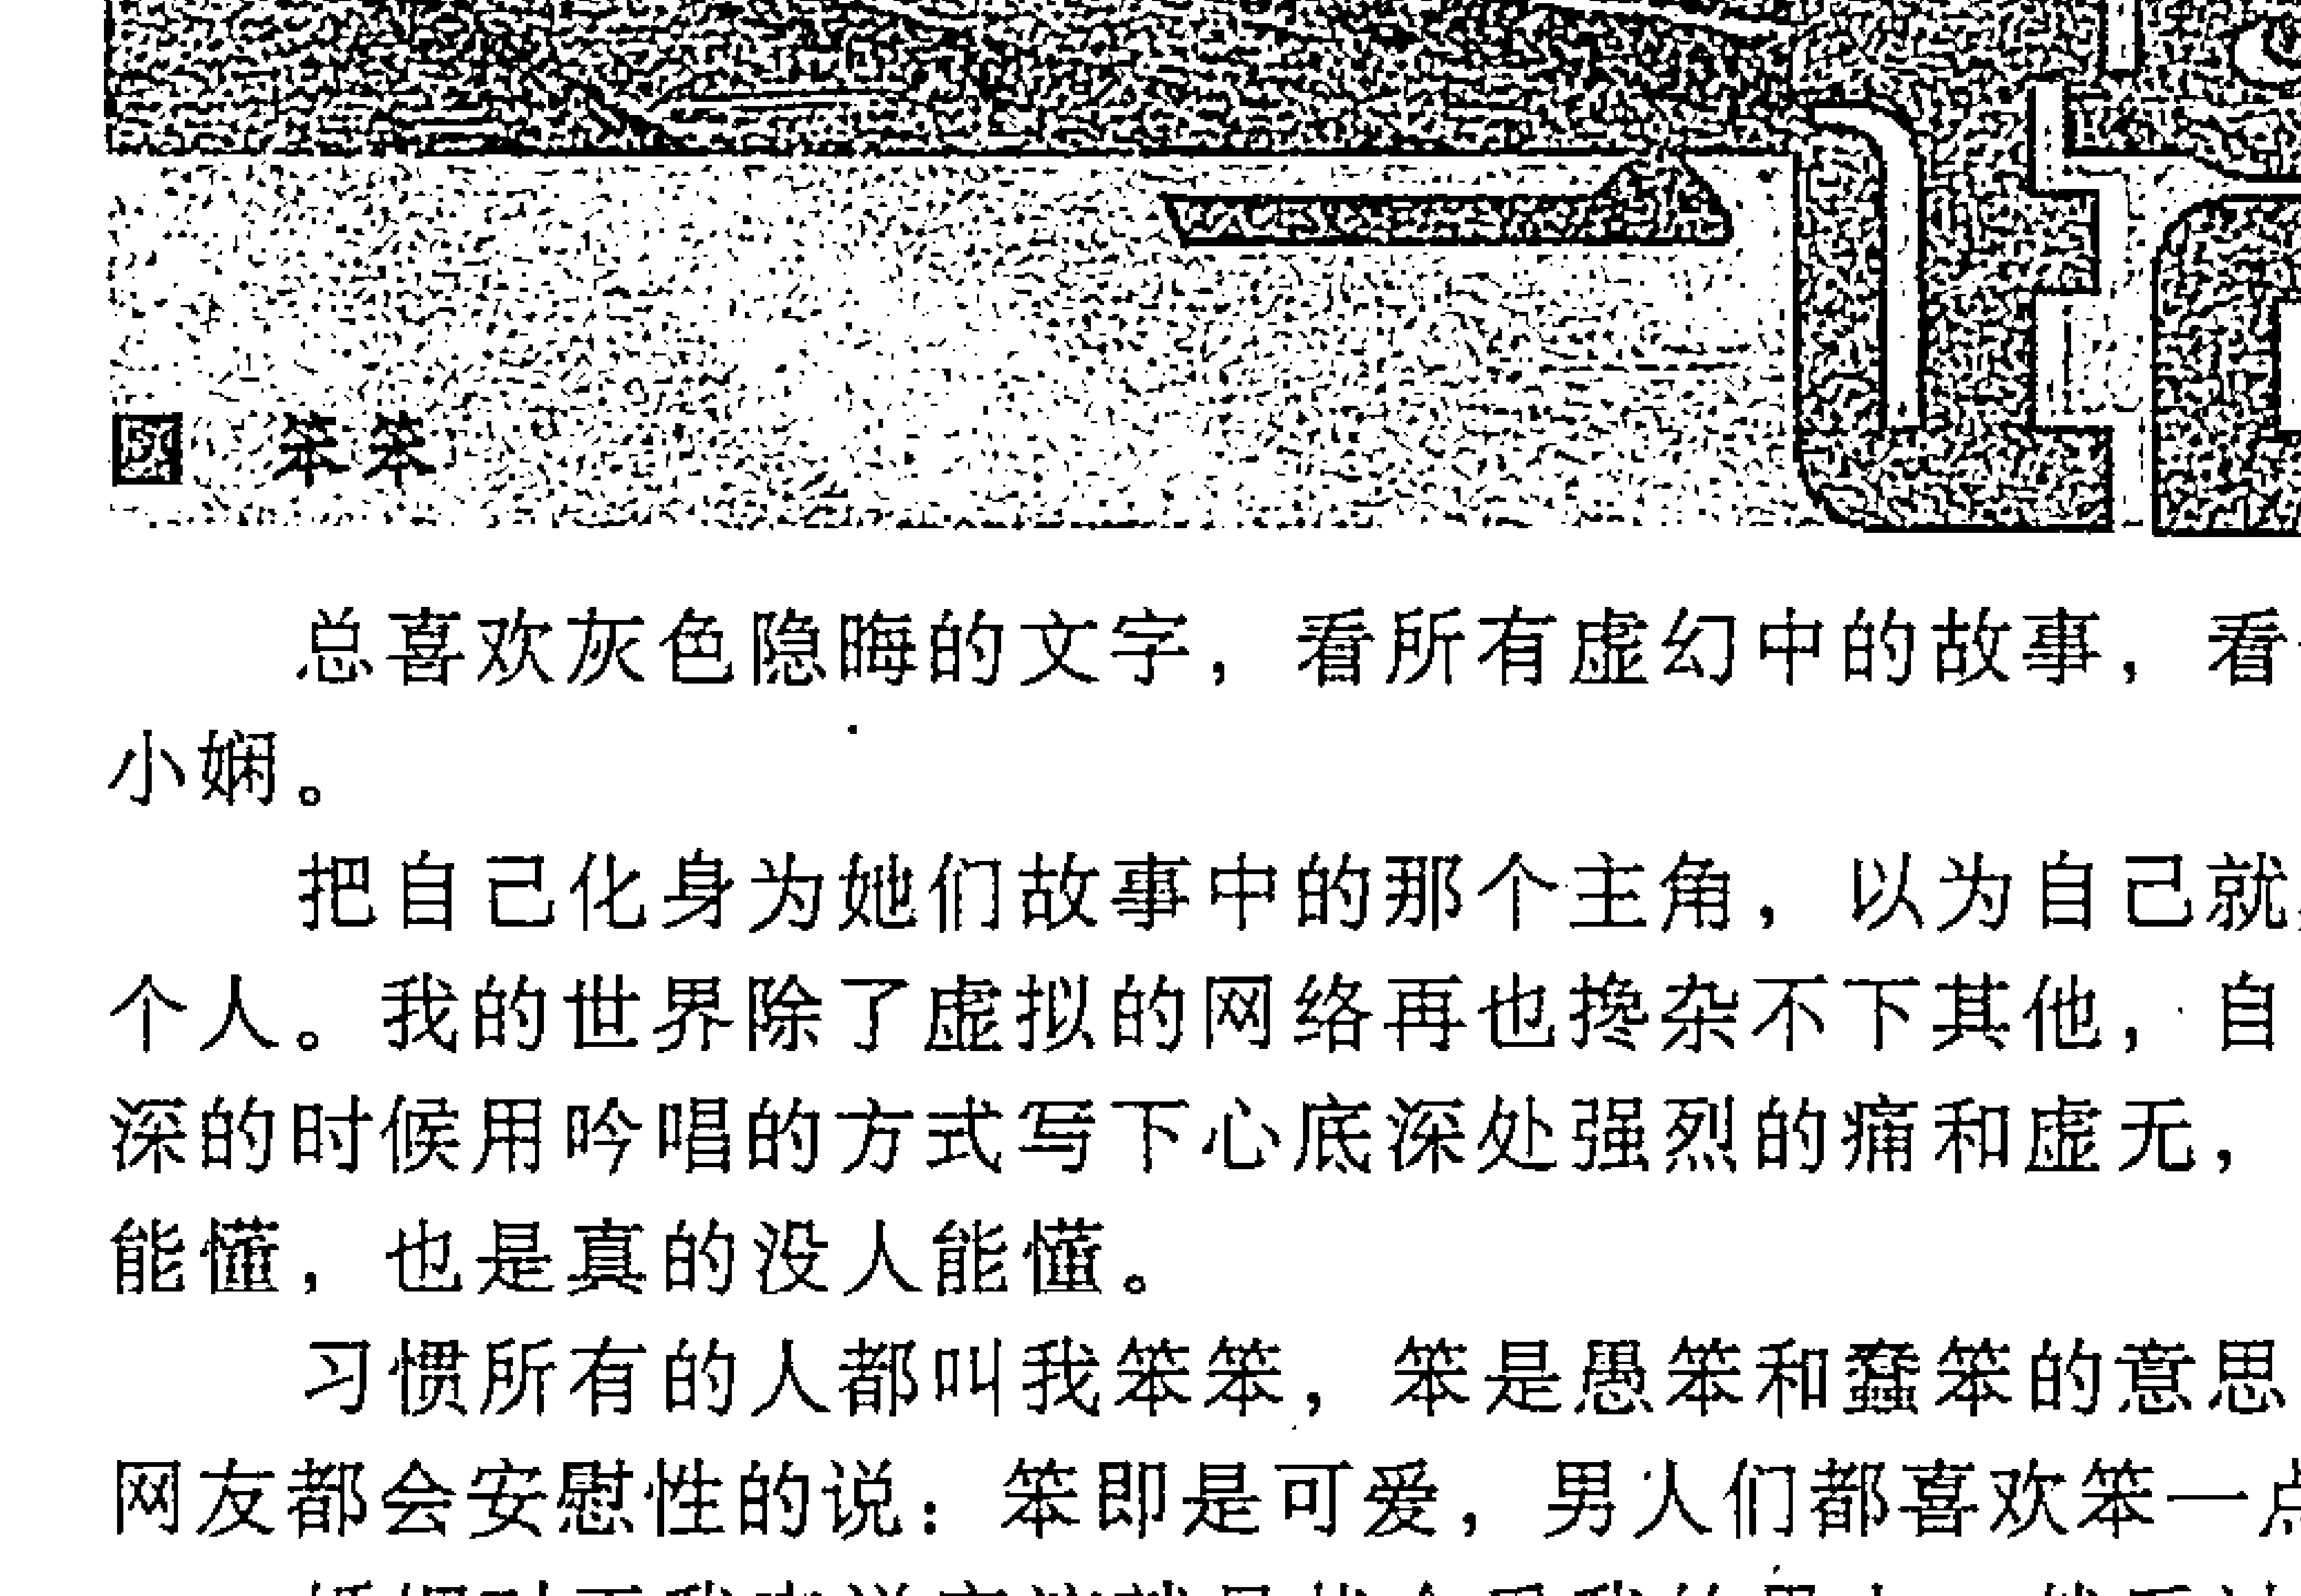 笨笨
总喜欢灰色隐晦的文字，看所有虚幻中的故事，看
小娴。
把自己化身为她们故事中的那个主角，以为自己就
个人。我的世界除了虚拟的网络再也搀杂不下其他，自
深的时候用吟唱的方式写下心底深处强烈的痛和虚无，
能懂，也是真的没人能懂。
习惯所有的人都叫我笨笨，笨是愚笨和蠢笨的意思
网友都会安慰性的说：笨即是可爱，男人们都喜欢笨一点